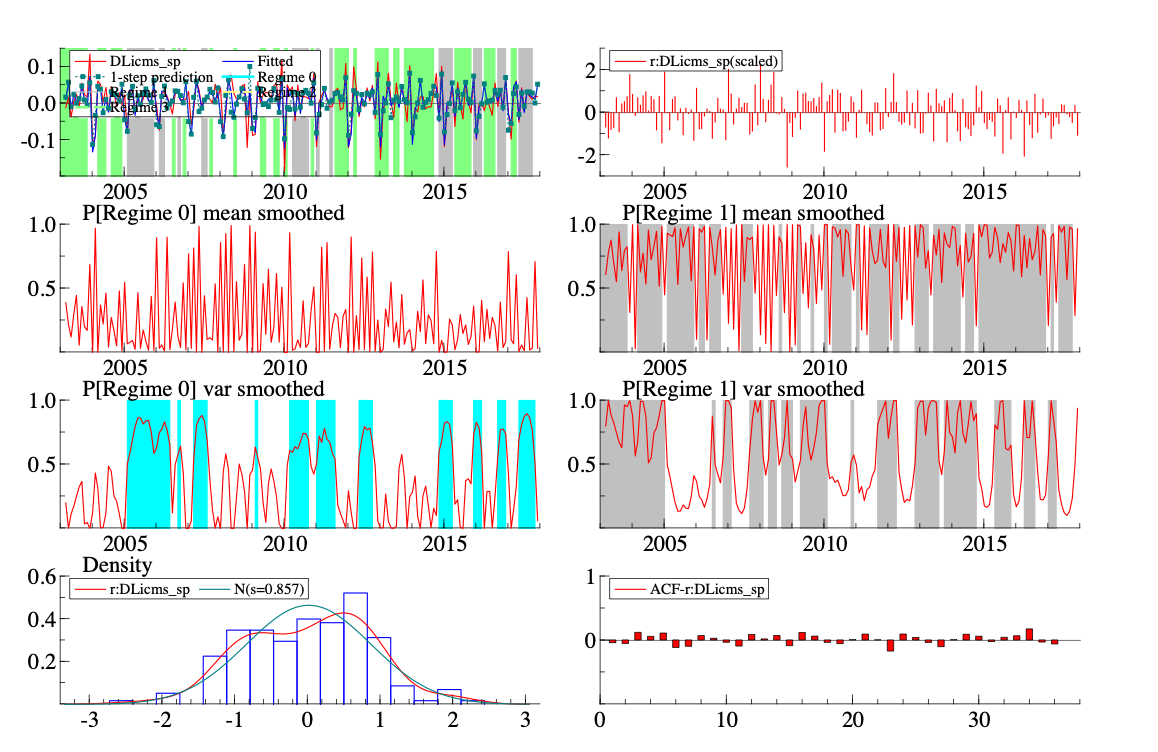 DLicms_sp Fitted
1-step prediction Regime 0
Regime 1 Regime 2
Regime 3
0.1
0.0
-0.1
2005 2010 2015
r:DLicms_sp(scaled)
2
0
-2
2005 2010 2015
P[Regime 0] mean smoothed
1.0
0.5
2005 2010 2015
P[Regime 1] mean smoothed
1.0
0.5
2005 2010 2015
P[Regime 0] var smoothed
1.0
0.5
2005 2010 2015
P[Regime 1] var smoothed
1.0
0.5
2005 2010 2015
Density
r:DLicms_sp N(s=0.857)
0.6
0.4
0.2
-3 -2 -1 0 1 2 3
ACF-r:DLicms_sp
1
0
0 10 20 30